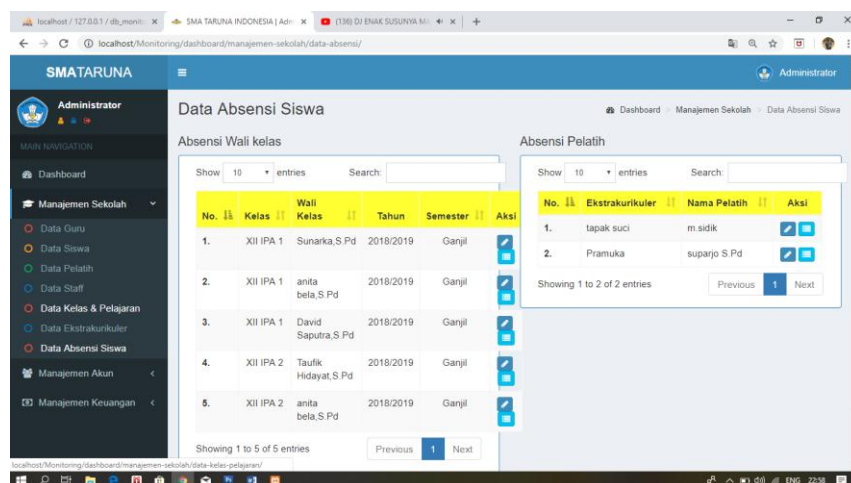 localhost / 127.0.0.1 / db_monit
SMA TARUNA INDONESIA | Adm
(138) DJ ENAK SUSUNYA MA
localhost/Monitoring/dashboard/manajemen-sekolah/data-absensi/
SMATARUNA
Administrator
Administrator
MAIN NAVIGATION
Dashboard
Manajemen Sekolah
Data Guru
Data Siswa
Data Pelatih
Data Staff
Data Kelas & Pelajaran
Data Ekstrakurikuler
Data Absensi Siswa
Manajemen Akun
Manajemen Keuangan
Data Absensi Siswa
Dashboard > Manajemen Sekolah > Data Absensi Siswa
Absensi Wali kelas
Show 10 entries Search:
No. Kelas Wali Kelas Tahun Semester Aksi
1. XII IPA 1 Sunarka,S.Pd 2018/2019 Ganjil
2. XII IPA 1 anita bela,S.Pd 2018/2019 Ganjil
3. XII IPA 1 David Saputra,S.Pd 2018/2019 Ganjil
4. XII IPA 2 Taufik Hidayat,S.Pd 2018/2019 Ganjil
5. XII IPA 2 anita bela,S.Pd 2018/2019 Ganjil
Showing 1 to 5 of 5 entries Previous 1 Next
Absensi Pelatih
Show 10 entries Search:
No. Ekstrakurikuler Nama Pelatih Aksi
1. tapak suci m.sidik
2. Pramuka suparjo S.Pd
Showing 1 to 2 of 2 entries Previous 1 Next
localhost/Monitoring/dashboard/manajemen-sekolah/data-kelas-pelajaran/
ENG 22:58